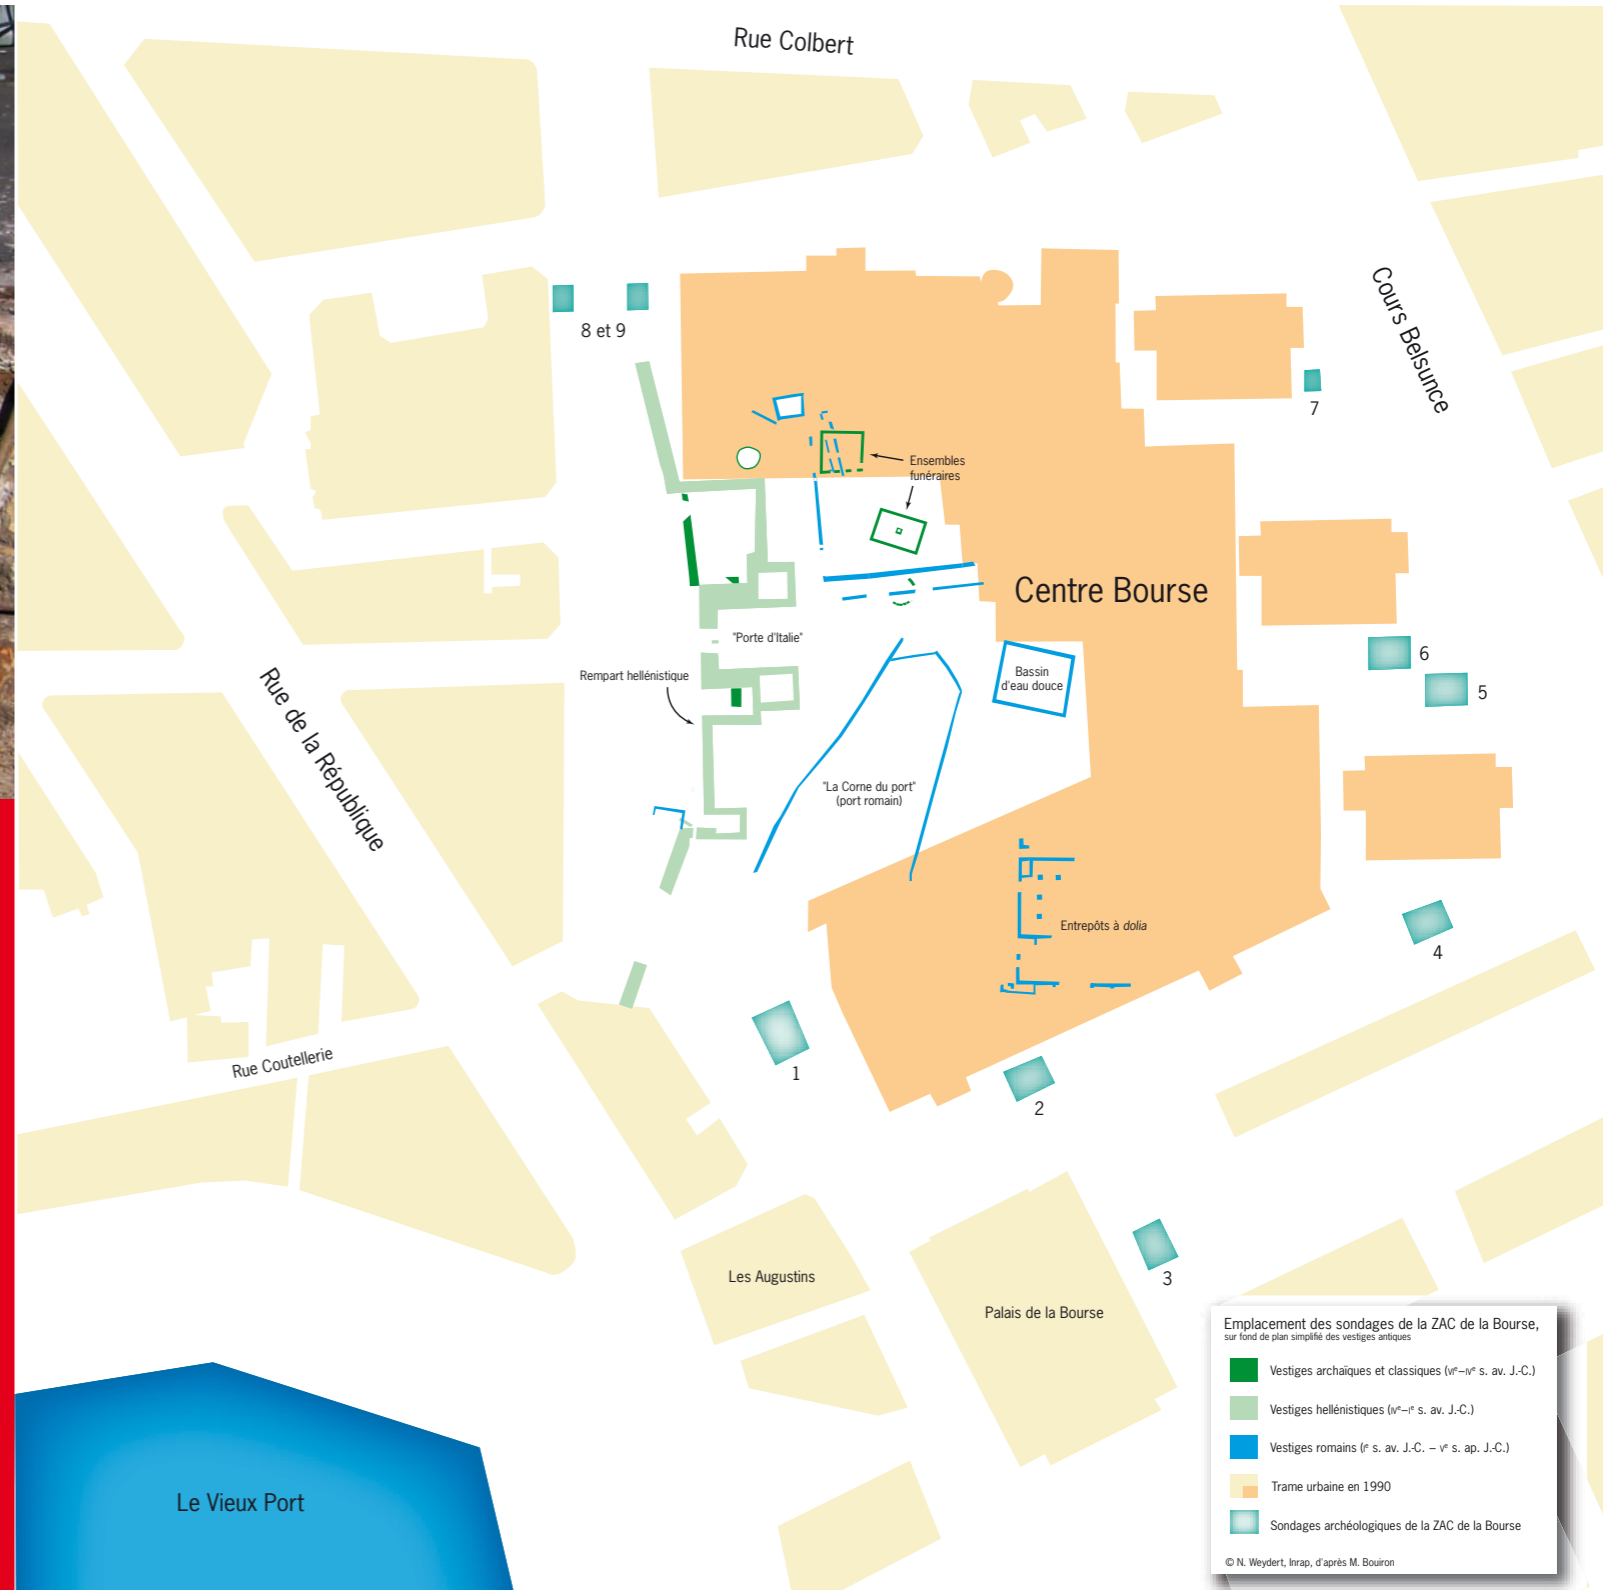 Rue Colbert
Cours Belsunce
8 et 9
7
Ensembles
funéraires
Centre Bourse
"Porte d'Italie"
Rempart hellénistique
Bassin
d'eau douce
6
5
Rue de la République
"La Corne du port"
(port romain)
Entrepôts à dolia
4
1
2
Rue Coutellerie
3
Les Augustins
Palais de la Bourse
Le Vieux Port
Emplacement des sondages de la ZAC de la Bourse,
sur fond de plan simplifié des vestiges antiques
Vestiges archaïques et classiques (VIe–IVe s. av. J.-C.)
Vestiges hellénistiques (IVe–Ie s. av. J.-C.)
Vestiges romains (Ie s. av. J.-C. – Ve s. ap. J.-C.)
Trame urbaine en 1990
Sondages archéologiques de la ZAC de la Bourse
© N. Weydert, Inrap, d'après M. Bouiron